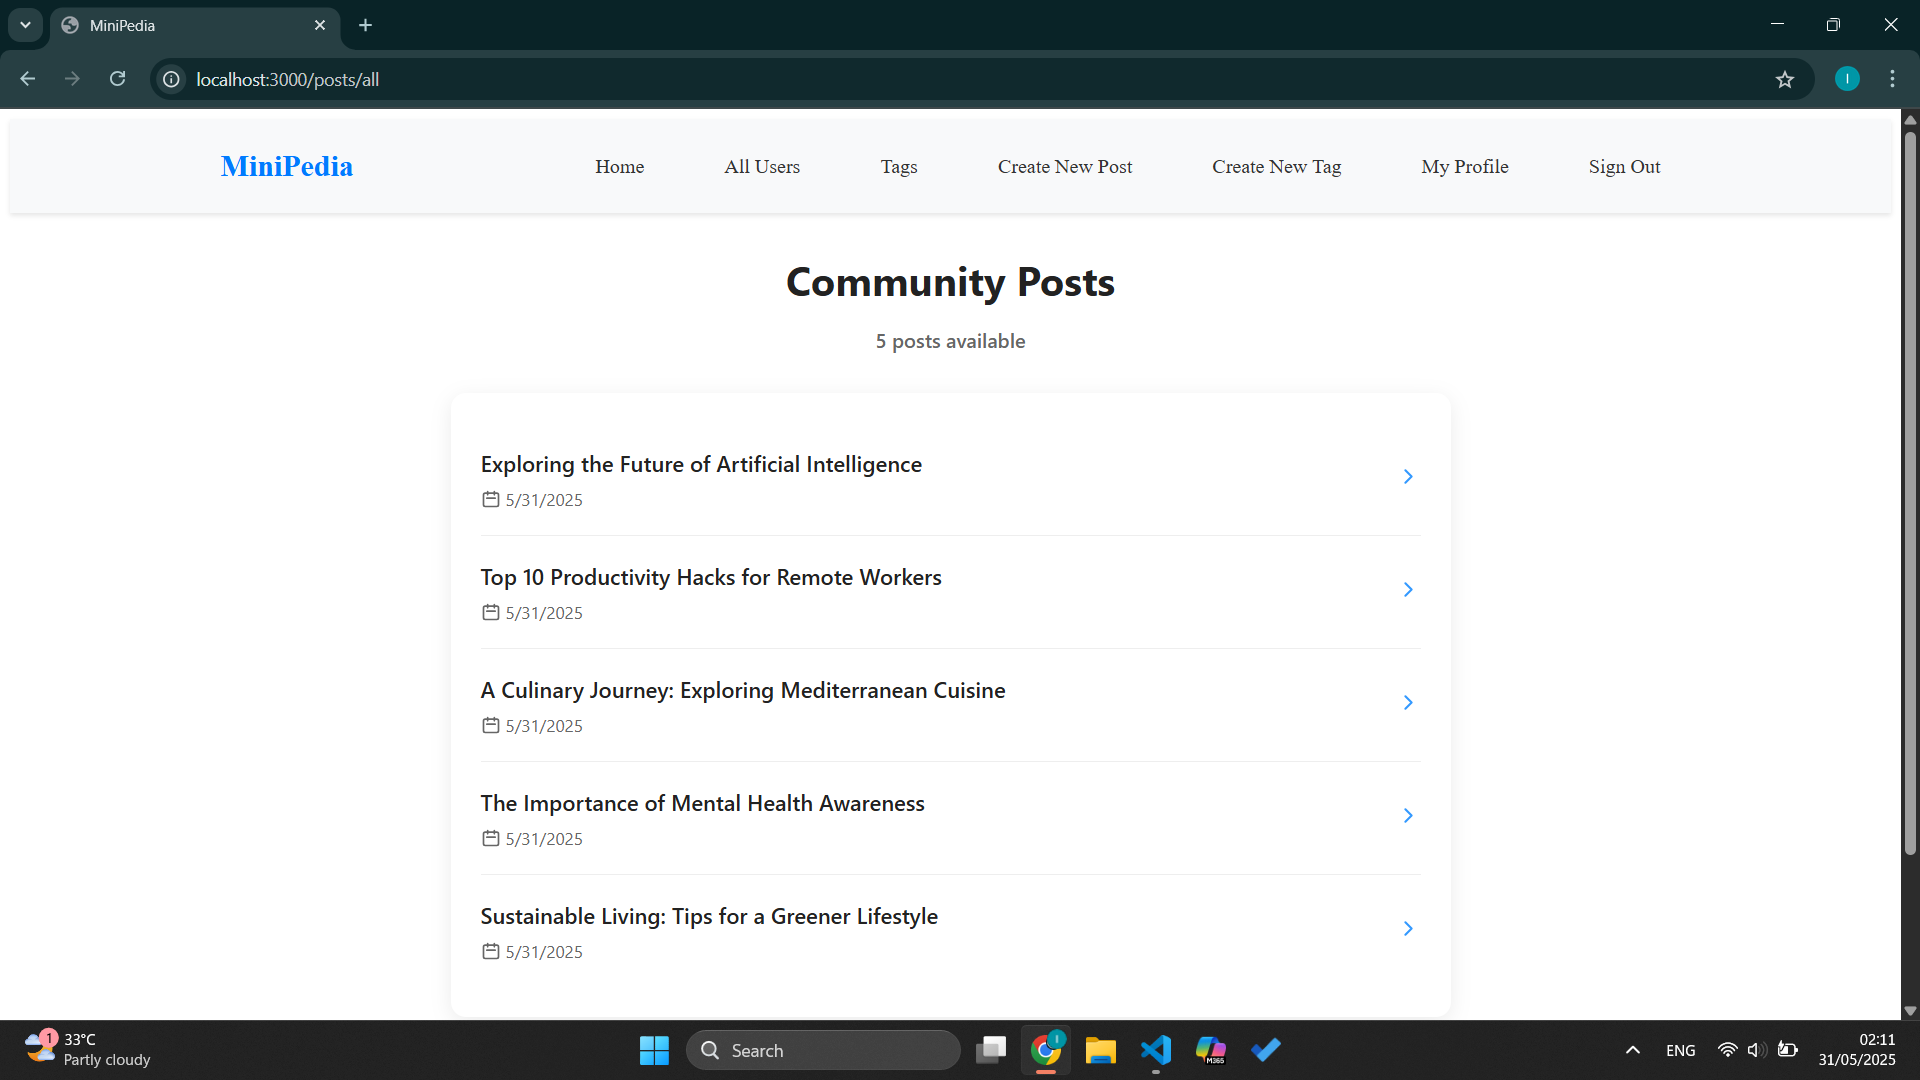 MiniPedia
localhost:3000/posts/all
I
MiniPedia
Home
All Users
Tags
Create New Post
Create New Tag
My Profile
Sign Out
Community Posts
5 posts available
Exploring the Future of Artificial Intelligence
5/31/2025
Top 10 Productivity Hacks for Remote Workers
5/31/2025
A Culinary Journey: Exploring Mediterranean Cuisine
5/31/2025
The Importance of Mental Health Awareness
5/31/2025
Sustainable Living: Tips for a Greener Lifestyle
5/31/2025
1
33°C
Partly cloudy
Search
I
M365
ENG
02:11
31/05/2025